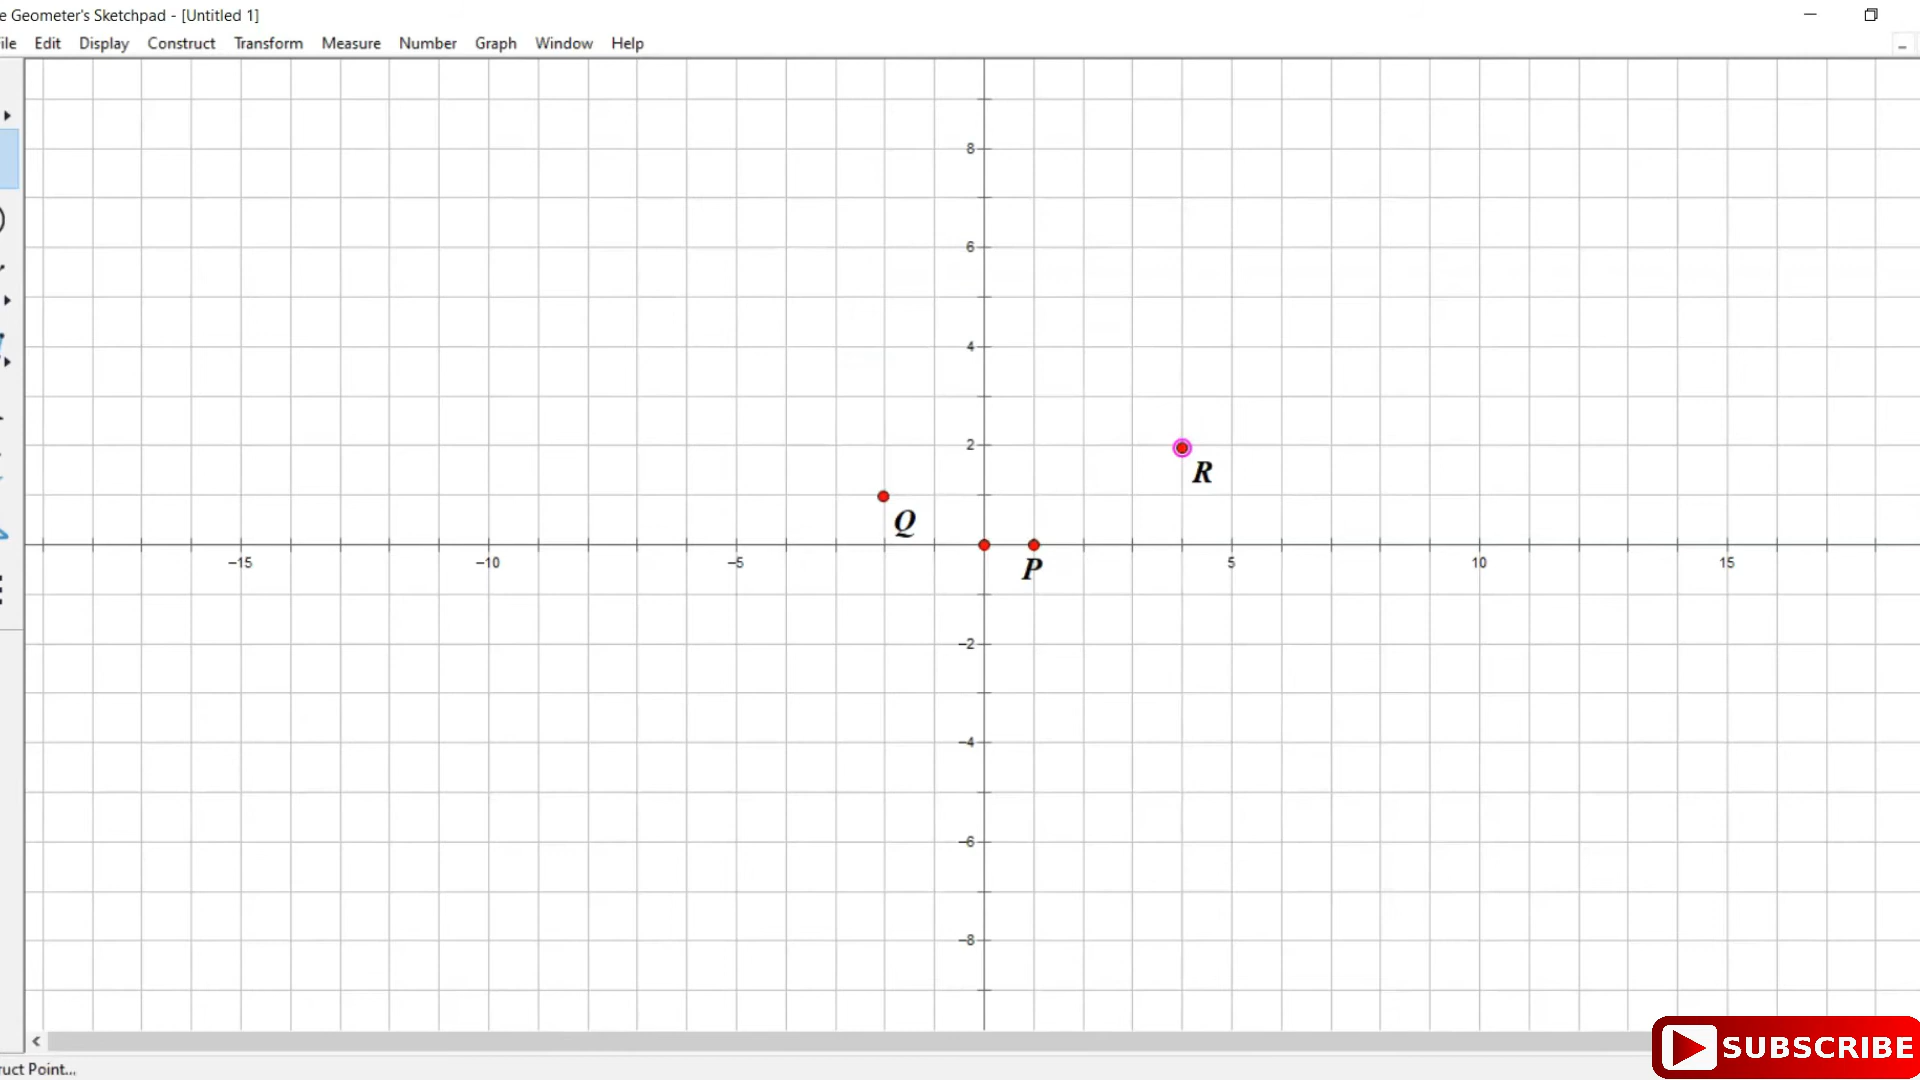 e Geometer's Sketchpad - [Untitled 1]
ile Edit Display Construct Transform Measure Number Graph Window Help
8
6
4
2
R
Q
−15 −10 −5 5 10 15
P
−2
−4
−6
−8
SUBSCRIBE
ruct Point...